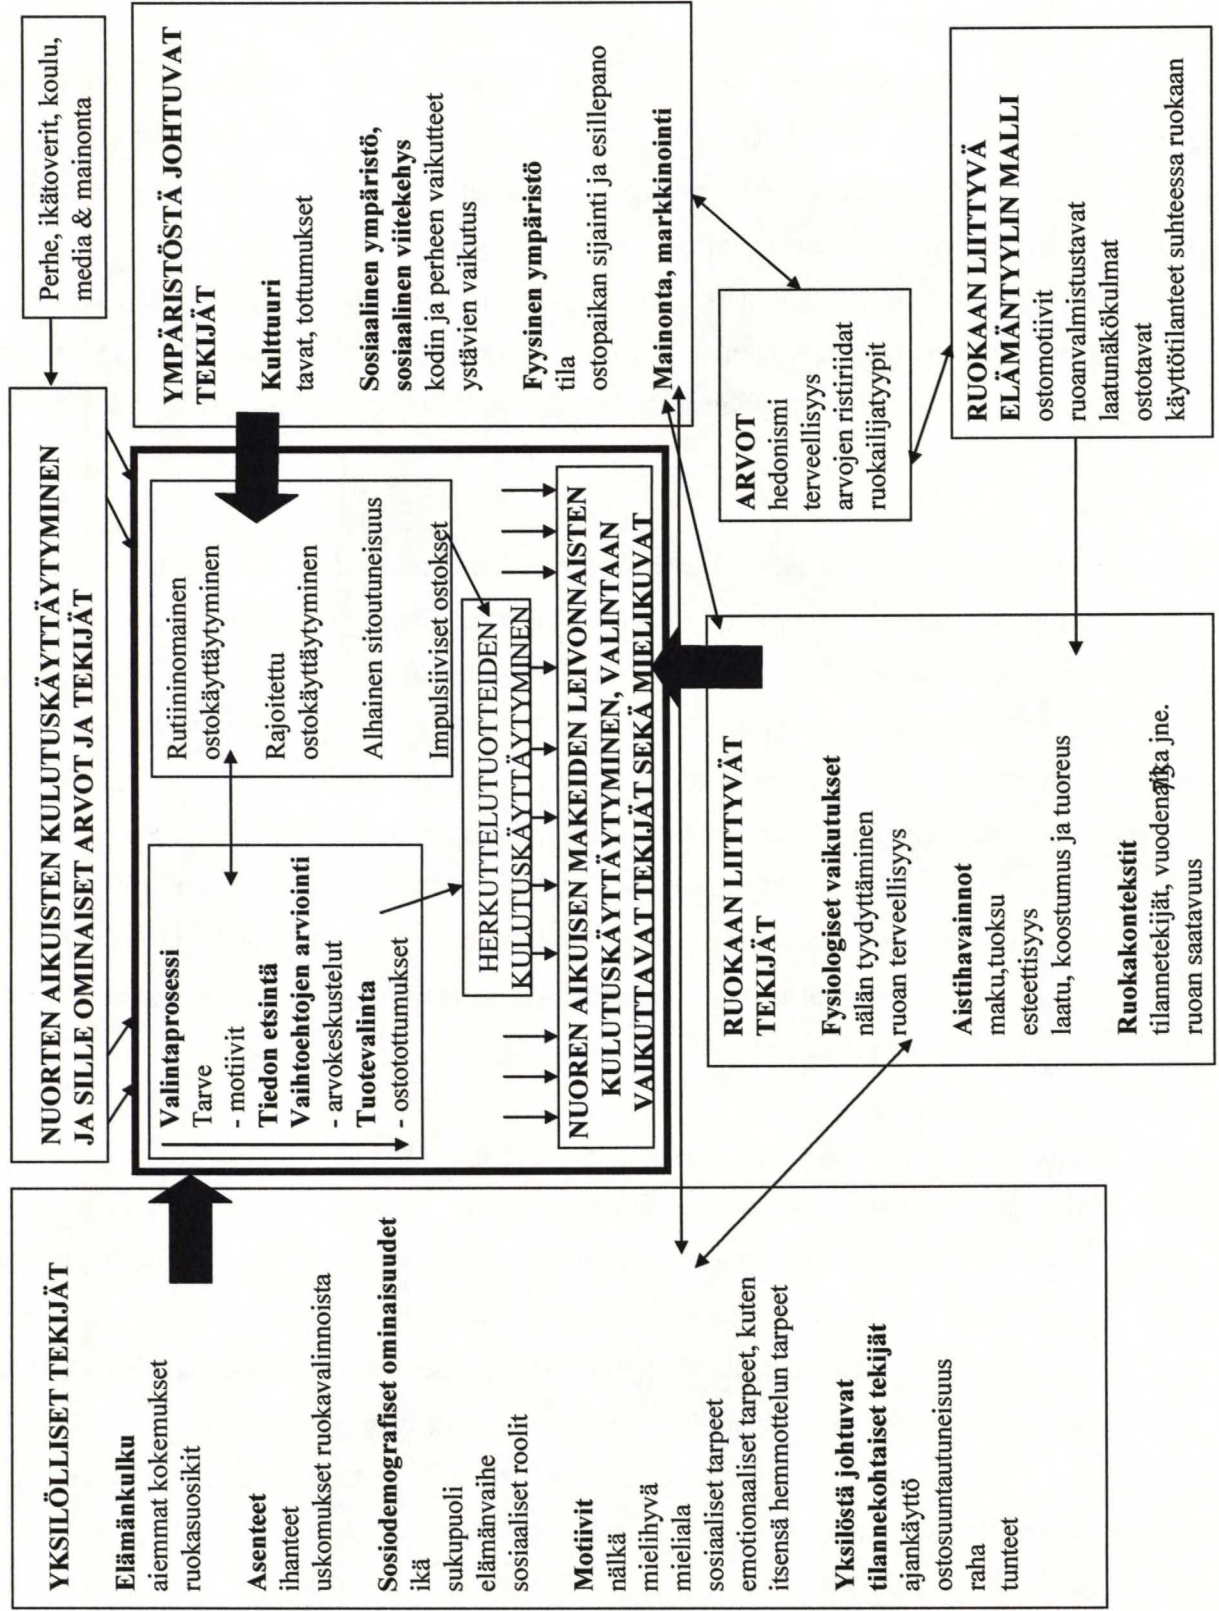 YKSILÖLLISET TEKIJÄT
Elämänkulku
aiemmat kokemukset
ruokasuosikit
Asenteet
ihanteet
uskomukset ruokavalinnoista
Sosiodemografiset ominaisuudet
ikä
sukupuoli
elämänvaihe
sosiaaliset roolit
Motiivit
nälkä
mielihyvä
mieliala
sosiaaliset tarpeet
emotionaaliset tarpeet, kuten
itsensä hemmottelun tarpeet
Yksilöstä johtuvat
tilannekohtaiset tekijät
ajankäyttö
ostosuuntautuneisuus
raha
tunteet
NUORTEN AIKUISTEN KULUTUSKÄYTTÄYTYMINEN
JA SILLE OMINAISET ARVOT JA TEKIJÄT
Perhe, ikätoverit, koulu,
media & mainonta
Valintaprosessi
Tarve
- motiivit
Tiedon etsintä
Vaihtoehtojen arviointi
- arvokeskustelut
Tuotevalinta
- ostotottumukset
Rutiininomainen
ostokäyttäytyminen
Rajoitettu
ostokäyttäytyminen
Alhainen sitoutuneisuus
Impulsiiviset ostokset
HERKUTTELUTUOTTEIDEN
KULUTUSKÄYTTÄYTYMINEN
NUOREN AIKUISEN MAKEIDEN LEIVONNAISTEN
KULUTUSKÄYTTÄYTYMINEN, VALINTAAN
VAIKUTTAVAT TEKIJÄT SEKÄ MIELIKUVAT
YMPÄRISTÖSTÄ JOHTUVAT
TEKIJÄT
Kulttuuri
tavat, tottumukset
Sosiaalinen ympäristö,
sosiaalinen viitekehys
kodin ja perheen vaikutteet
ystävien vaikutus
Fyysinen ympäristö
tila
ostopaikan sijainti ja esillepano
Mainonta, markkinointi
RUOKAAN LIITTYVÄT
TEKIJÄT
Fysiologiset vaikutukset
nälän tyydyttäminen
ruoan terveellisyys
Aistihavainnot
maku,tuoksu
esteettisyys
laatu, koostumus ja tuoreus
Ruokakontekstit
tilannetekijät, vuodenaika jne.
ruoan saatavuus
ARVOT
hedonismi
terveellisyys
arvojen ristiriidat
ruokailijatyypit
RUOKAAN LIITTYVÄ
ELÄMÄNTYYLIN MALLI
ostomotiivit
ruoanvalmistustavat
laatunäkökulmat
ostotavat
käyttötilanteet suhteessa ruokaan